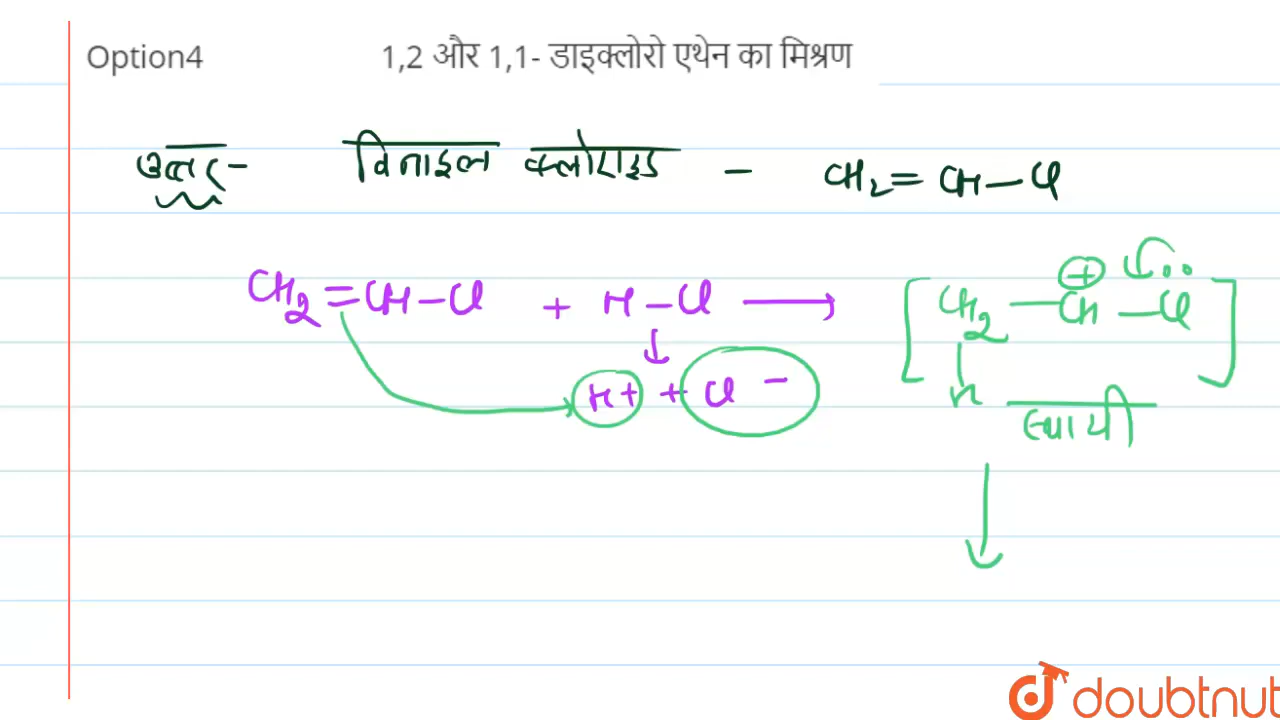 Option4 1,2 और 1,1- डाइक्लोरो एथेन का मिश्रण
उत्तर - विनाइल क्लोराइड - CH₂=CH-Cl
CH₂=CH-Cl + H-Cl ⟶ [CH₂-CH-Cl]
⊕ ..
↓ H
H+ + Cl -
स्थायी
↓
doubtnut